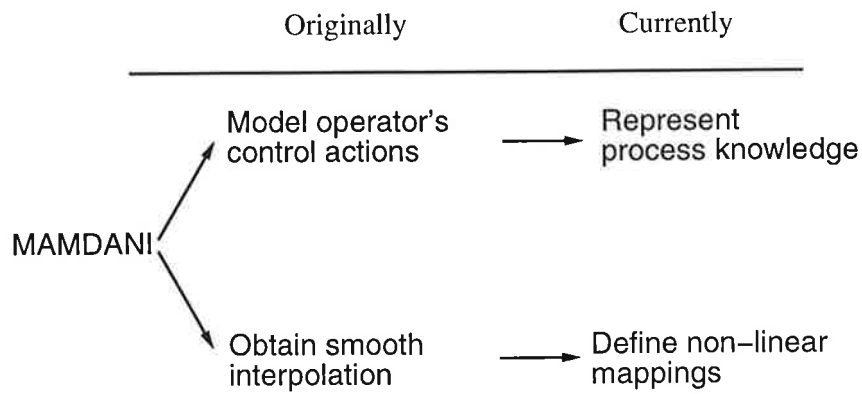 Originally Currently
Model operator's
control actions
Represent
process knowledge
MAMDANI
Obtain smooth
interpolation
Define non–linear
mappings